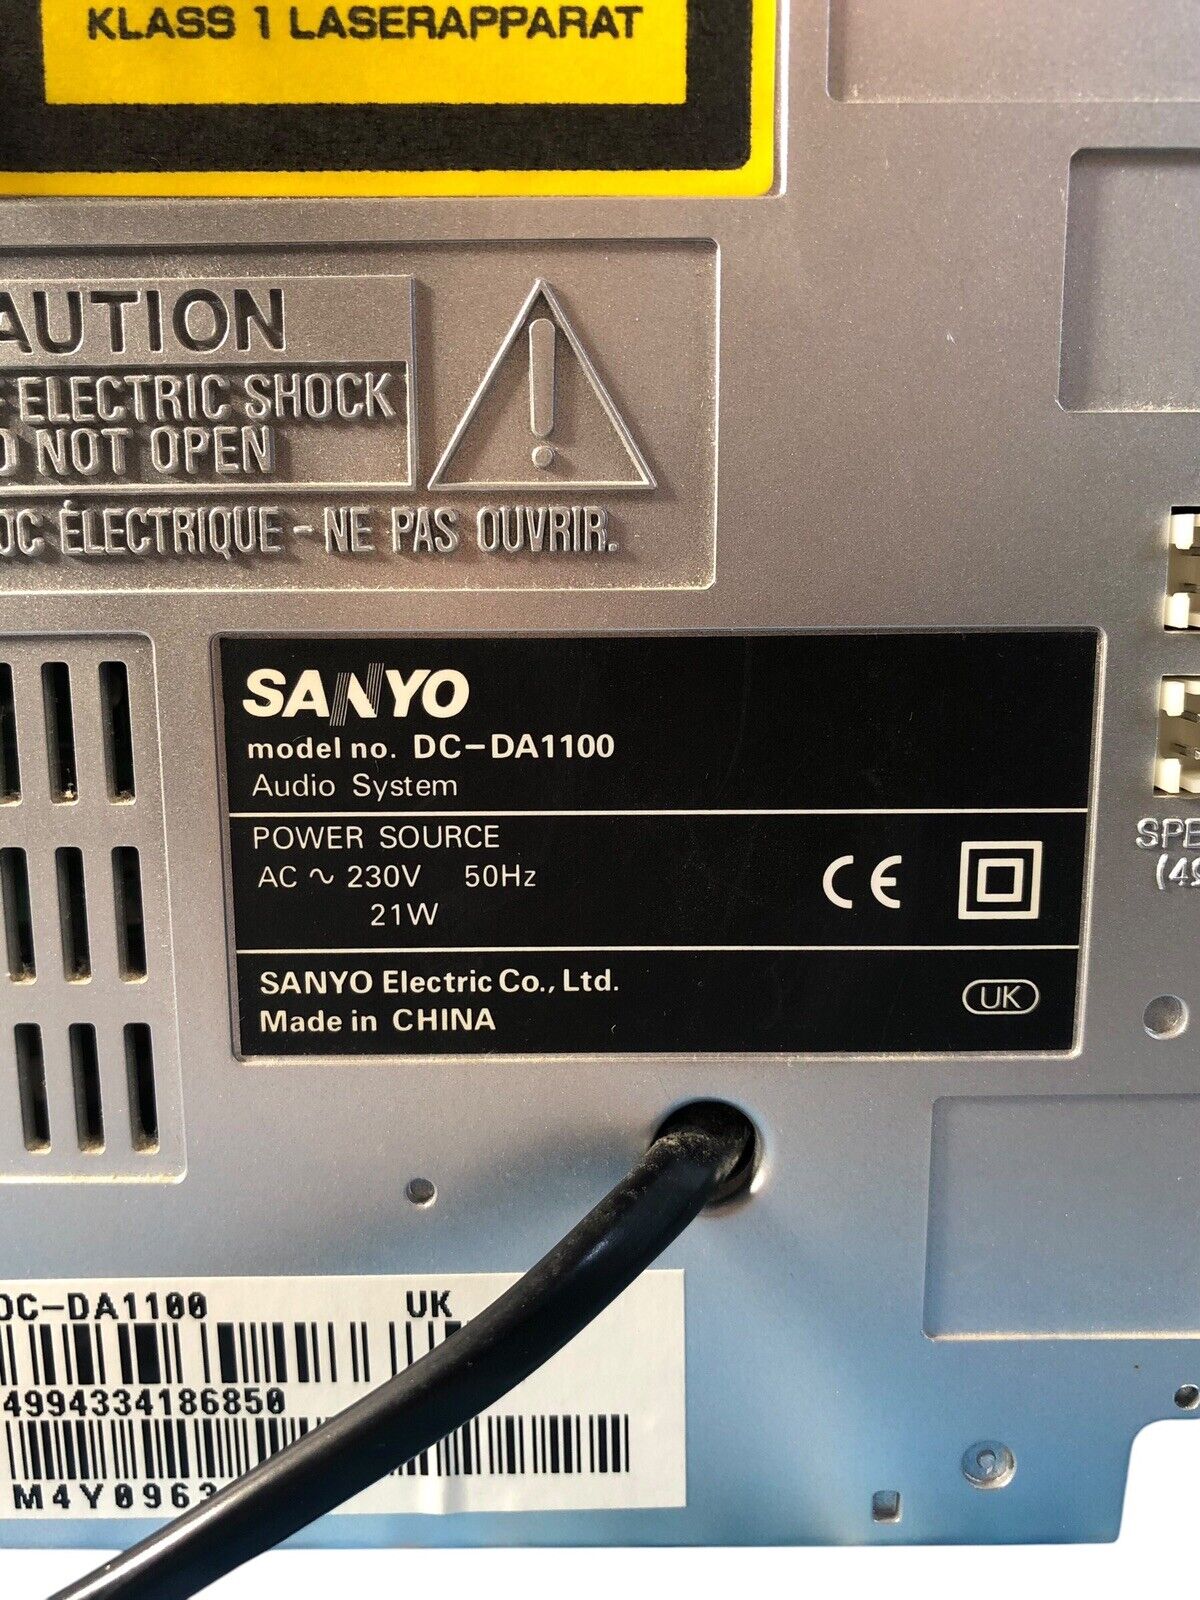 KLASS 1 LASERAPPARAT
AUTION
ELECTRIC SHOCK
NOT OPEN
ÉLECTRIQUE - NE PAS OUVRIR.
SANYO
model no. DC-DA1100
Audio System
POWER SOURCE
AC ~ 230V 50Hz
21W
CE
SANYO Electric Co., Ltd.
Made in CHINA
UK
SPE
(4Ω
DC-DA1100 UK
4994334186850
M4Y0963